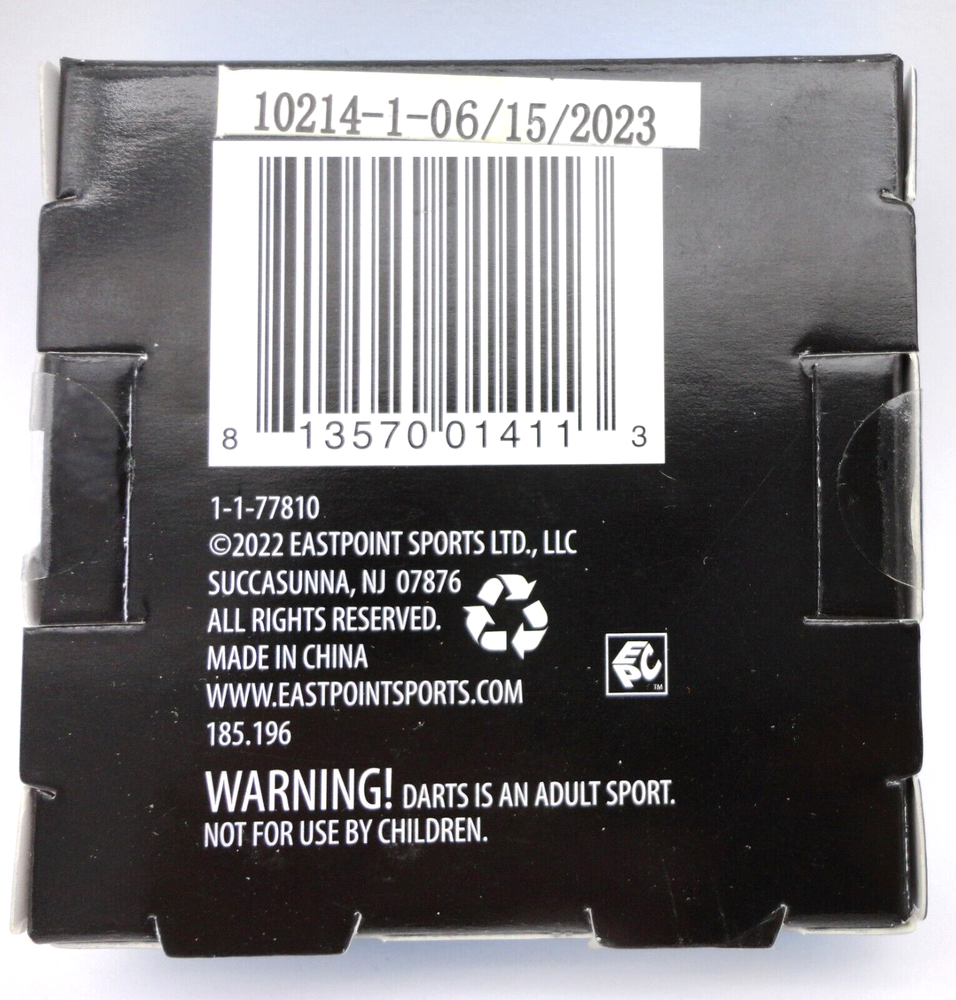 10214-1-06/15/2023
8 13570 01411 3
1-1-77810
©2022 EASTPOINT SPORTS LTD., LLC
SUCCASUNNA, NJ 07876
ALL RIGHTS RESERVED.
MADE IN CHINA
EPC TM
WWW.EASTPOINTSPORTS.COM
185.196
WARNING! DARTS IS AN ADULT SPORT.
NOT FOR USE BY CHILDREN.